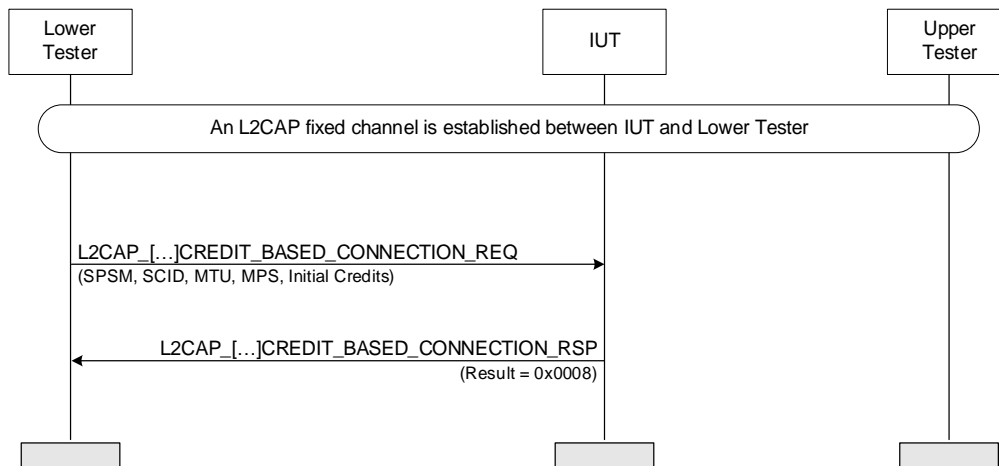 Lower
Tester
IUT
Upper
Tester
An L2CAP fixed channel is established between IUT and Lower Tester
L2CAP_[…]CREDIT_BASED_CONNECTION_REQ
(SPSM, SCID, MTU, MPS, Initial Credits)
L2CAP_[…]CREDIT_BASED_CONNECTION_RSP
(Result = 0x0008)